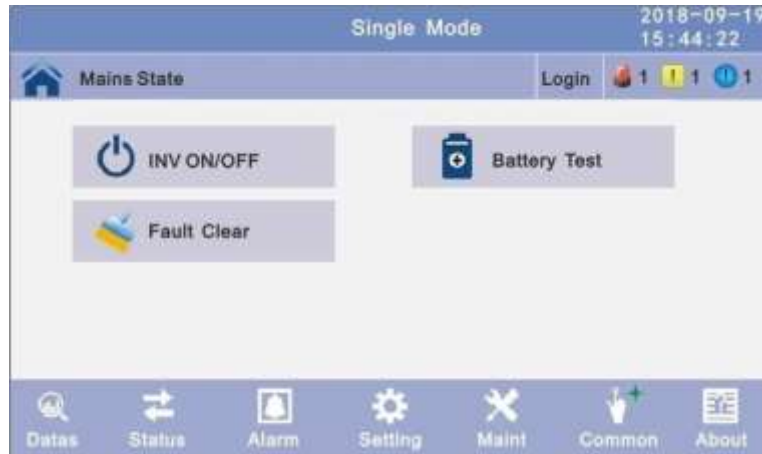 Single Mode
2018-09-19
15:44:22
Mains State
Login
1
1
1
INV ON/OFF
Battery Test
Fault Clear
Datas
Status
Alarm
Setting
Maint
Common
About